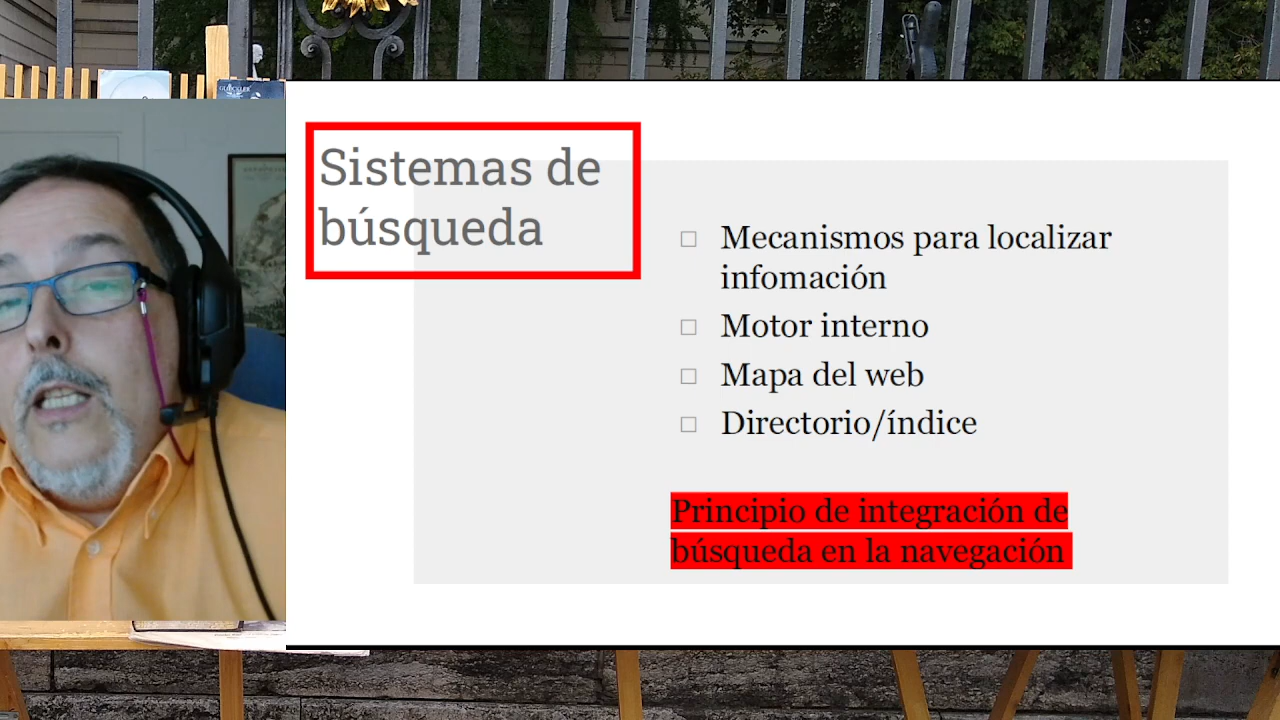 Sistemas de
búsqueda
Mecanismos para localizar
infomación
Motor interno
Mapa del web
Directorio/índice
Principio de integración de
búsqueda en la navegación